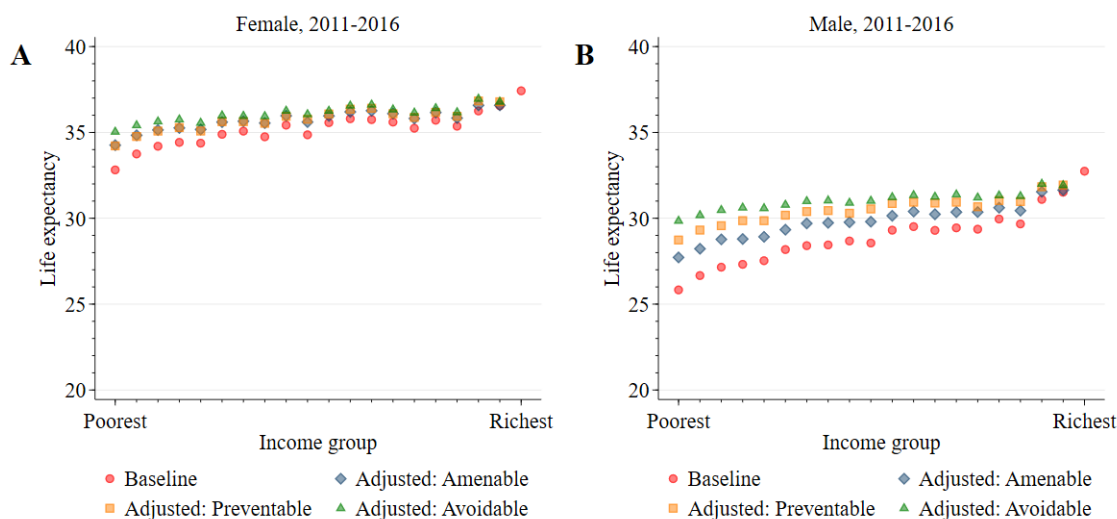 A
Female, 2011-2016
Life expectancy
40
35
30
25
20
Poorest
Richest
Income group
Baseline
Adjusted: Amenable
Adjusted: Preventable
Adjusted: Avoidable
B
Male, 2011-2016
Life expectancy
40
35
30
25
20
Poorest
Richest
Income group
Baseline
Adjusted: Amenable
Adjusted: Preventable
Adjusted: Avoidable